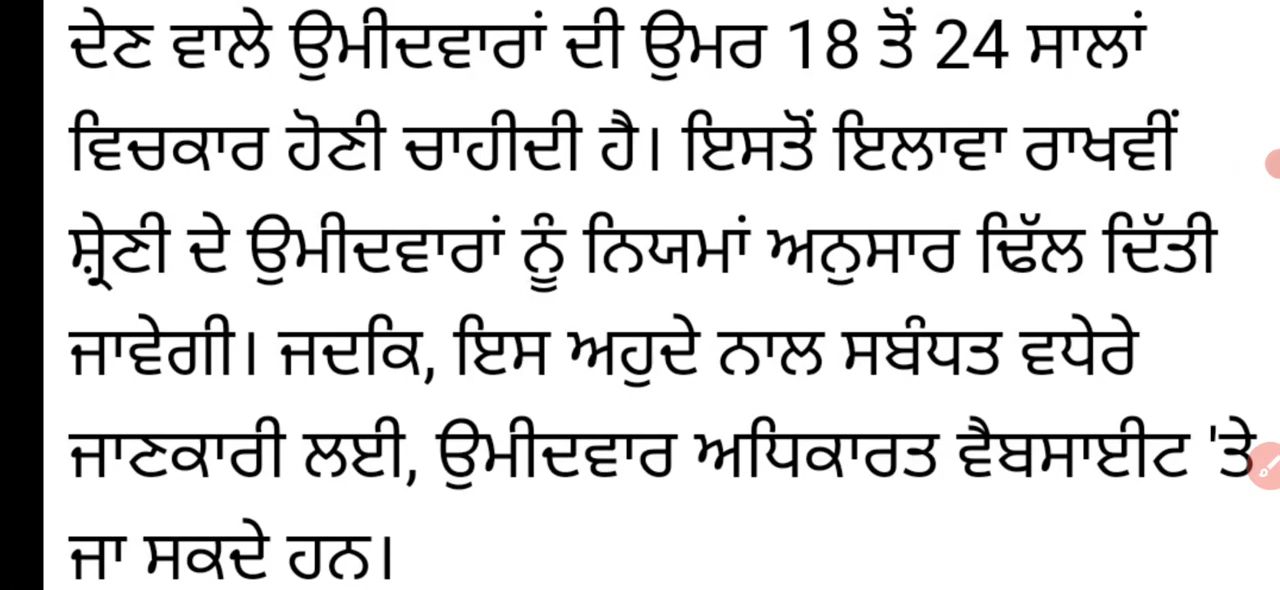 ਦੇਣ ਵਾਲੇ ਉਮੀਦਵਾਰਾਂ ਦੀ ਉਮਰ 18 ਤੋਂ 24 ਸਾਲਾਂ
ਵਿਚਕਾਰ ਹੋਣੀ ਚਾਹੀਦੀ ਹੈ। ਇਸਤੋਂ ਇਲਾਵਾ ਰਾਖਵੀਂ
ਸ਼੍ਰੇਣੀ ਦੇ ਉਮੀਦਵਾਰਾਂ ਨੂੰ ਨਿਯਮਾਂ ਅਨੁਸਾਰ ਢਿੱਲ ਦਿੱਤੀ
ਜਾਵੇਗੀ। ਜਦਕਿ, ਇਸ ਅਹੁਦੇ ਨਾਲ ਸਬੰਧਤ ਵਧੇਰੇ
ਜਾਣਕਾਰੀ ਲਈ, ਉਮੀਦਵਾਰ ਅਧਿਕਾਰਤ ਵੈਬਸਾਈਟ 'ਤੇ
ਜਾ ਸਕਦੇ ਹਨ।